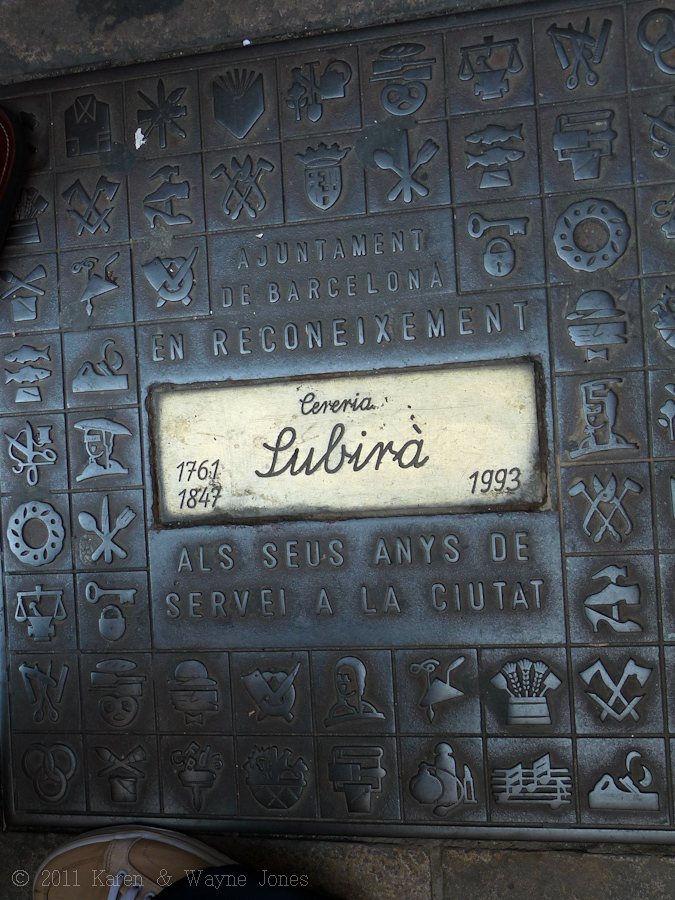 AJUNTAMENT
DE BARCELONA
EN RECONEIXEMENT
Cereria
Subirà
1761
1847
1993
ALS SEUS ANYS DE
SERVEI A LA CIUTAT
© 2011 Karen & Wayne Jones